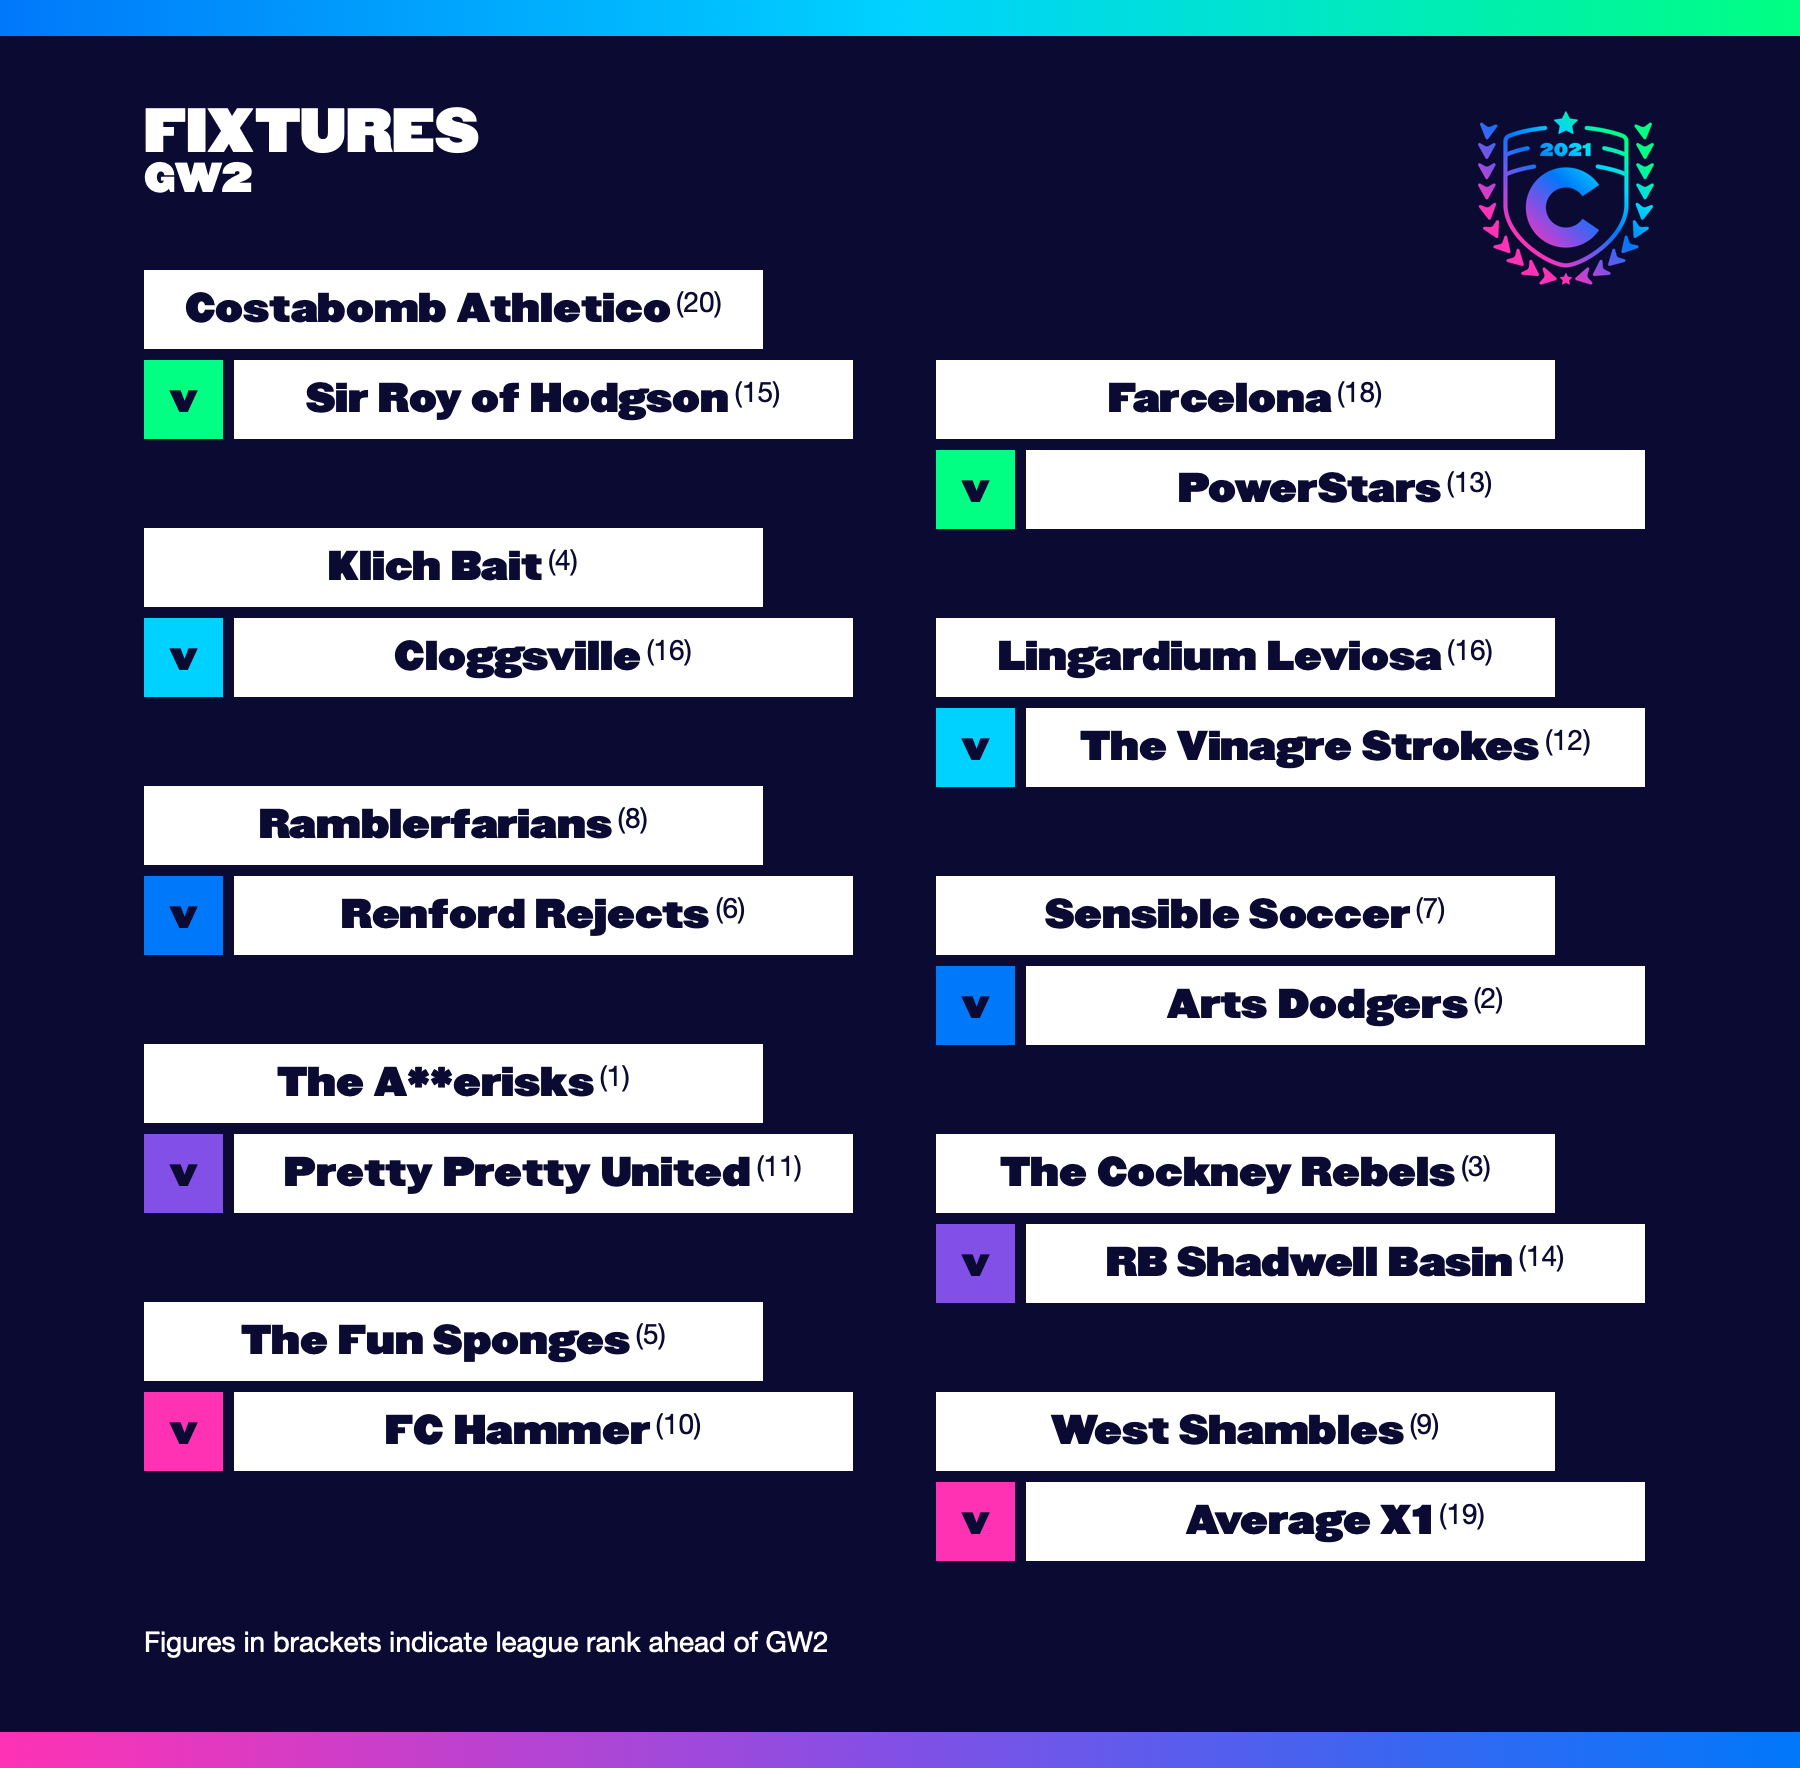 FIXTURES
GW2
2021
C
Costabomb Athletico (20)
v Sir Roy of Hodgson (15)
Klich Bait (4)
v Cloggsville (16)
Ramblerfarians (8)
v Renford Rejects (6)
The A**erisks (1)
v Pretty Pretty United (11)
The Fun Sponges (5)
v FC Hammer (10)
Farcelona (18)
v PowerStars (13)
Lingardium Leviosa (16)
v The Vinagre Strokes (12)
Sensible Soccer (7)
v Arts Dodgers (2)
The Cockney Rebels (3)
v RB Shadwell Basin (14)
West Shambles (9)
v Average X1 (19)
Figures in brackets indicate league rank ahead of GW2